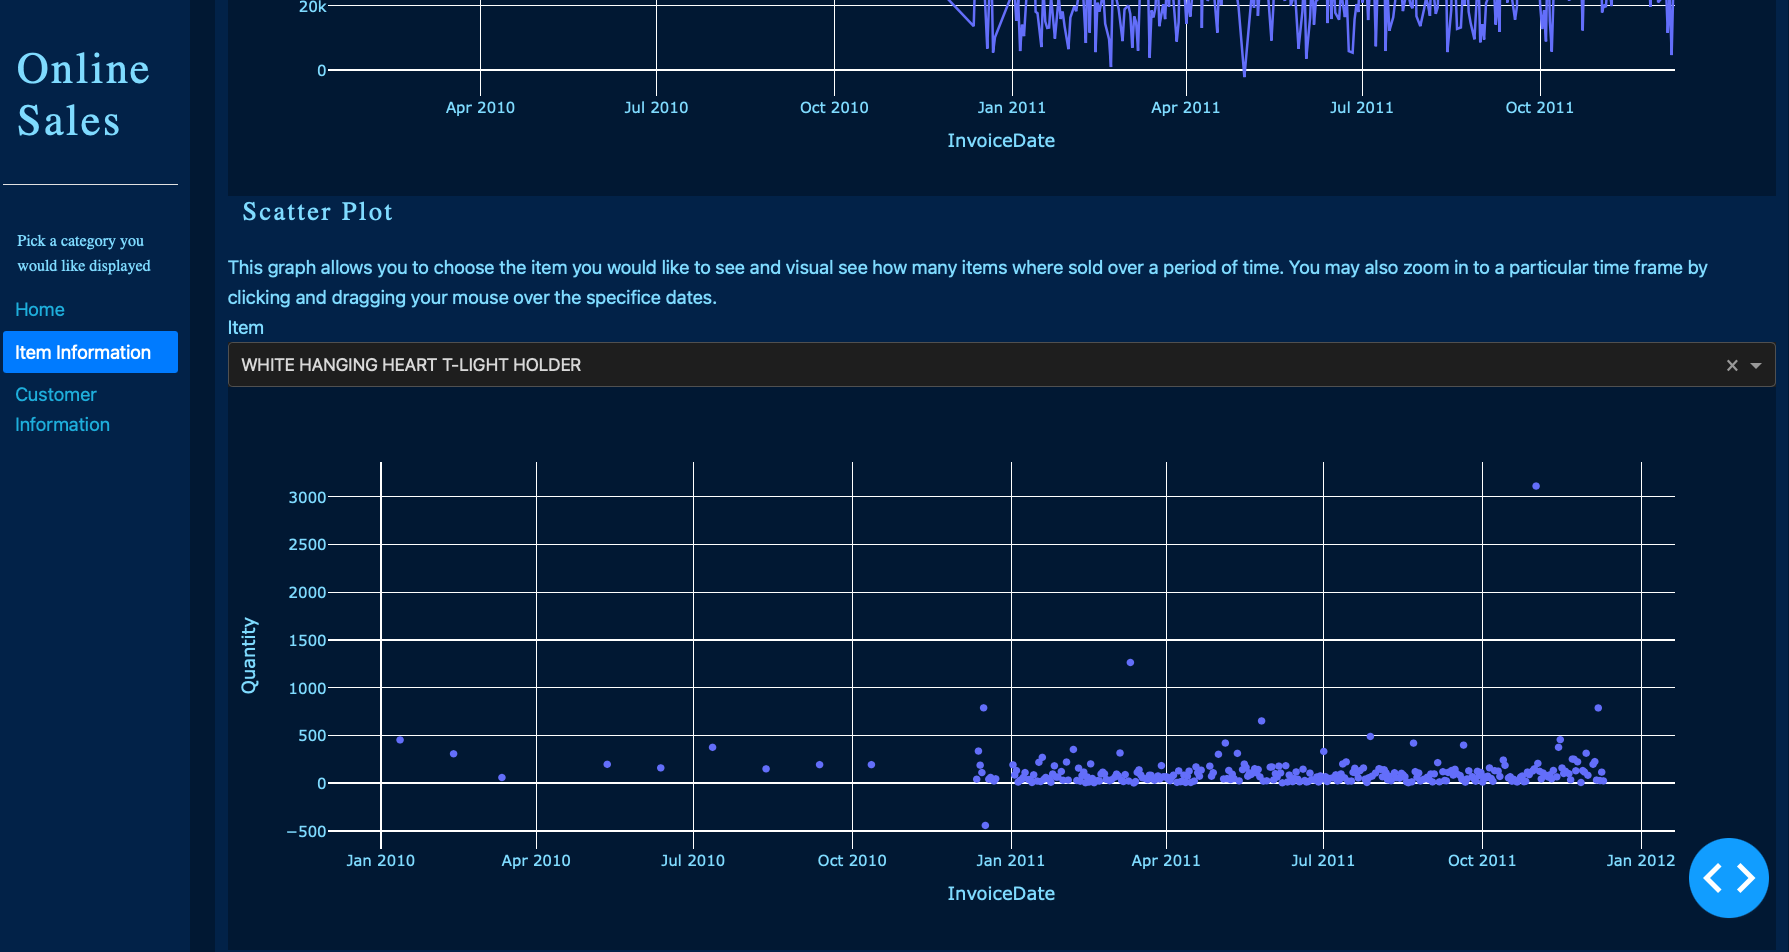 Online
Sales
Pick a category you
would like displayed
Home
Item Information
Customer
Information
20k
0
Apr 2010
Jul 2010
Oct 2010
Jan 2011
Apr 2011
Jul 2011
Oct 2011
InvoiceDate
Scatter Plot
This graph allows you to choose the item you would like to see and visual see how many items where sold over a period of time. You may also zoom in to a particular time frame by
clicking and dragging your mouse over the specifice dates.
Item
WHITE HANGING HEART T-LIGHT HOLDER
3000
2500
2000
1500
1000
500
0
−500
Quantity
Jan 2010
Apr 2010
Jul 2010
Oct 2010
Jan 2011
Apr 2011
Jul 2011
Oct 2011
Jan 2012
InvoiceDate